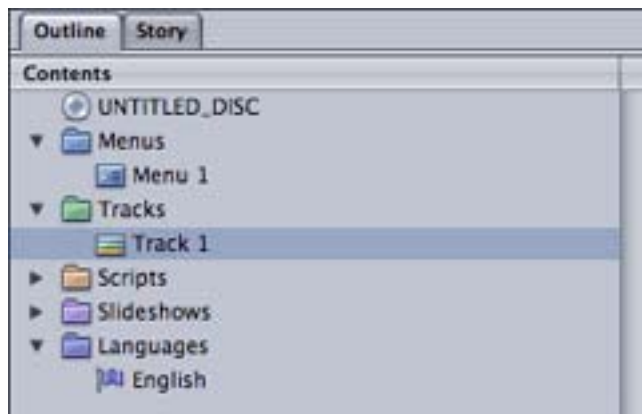 Outline Story
Contents
UNTITLED_DISC
Menus
Menu 1
Tracks
Track 1
Scripts
Slideshows
Languages
English